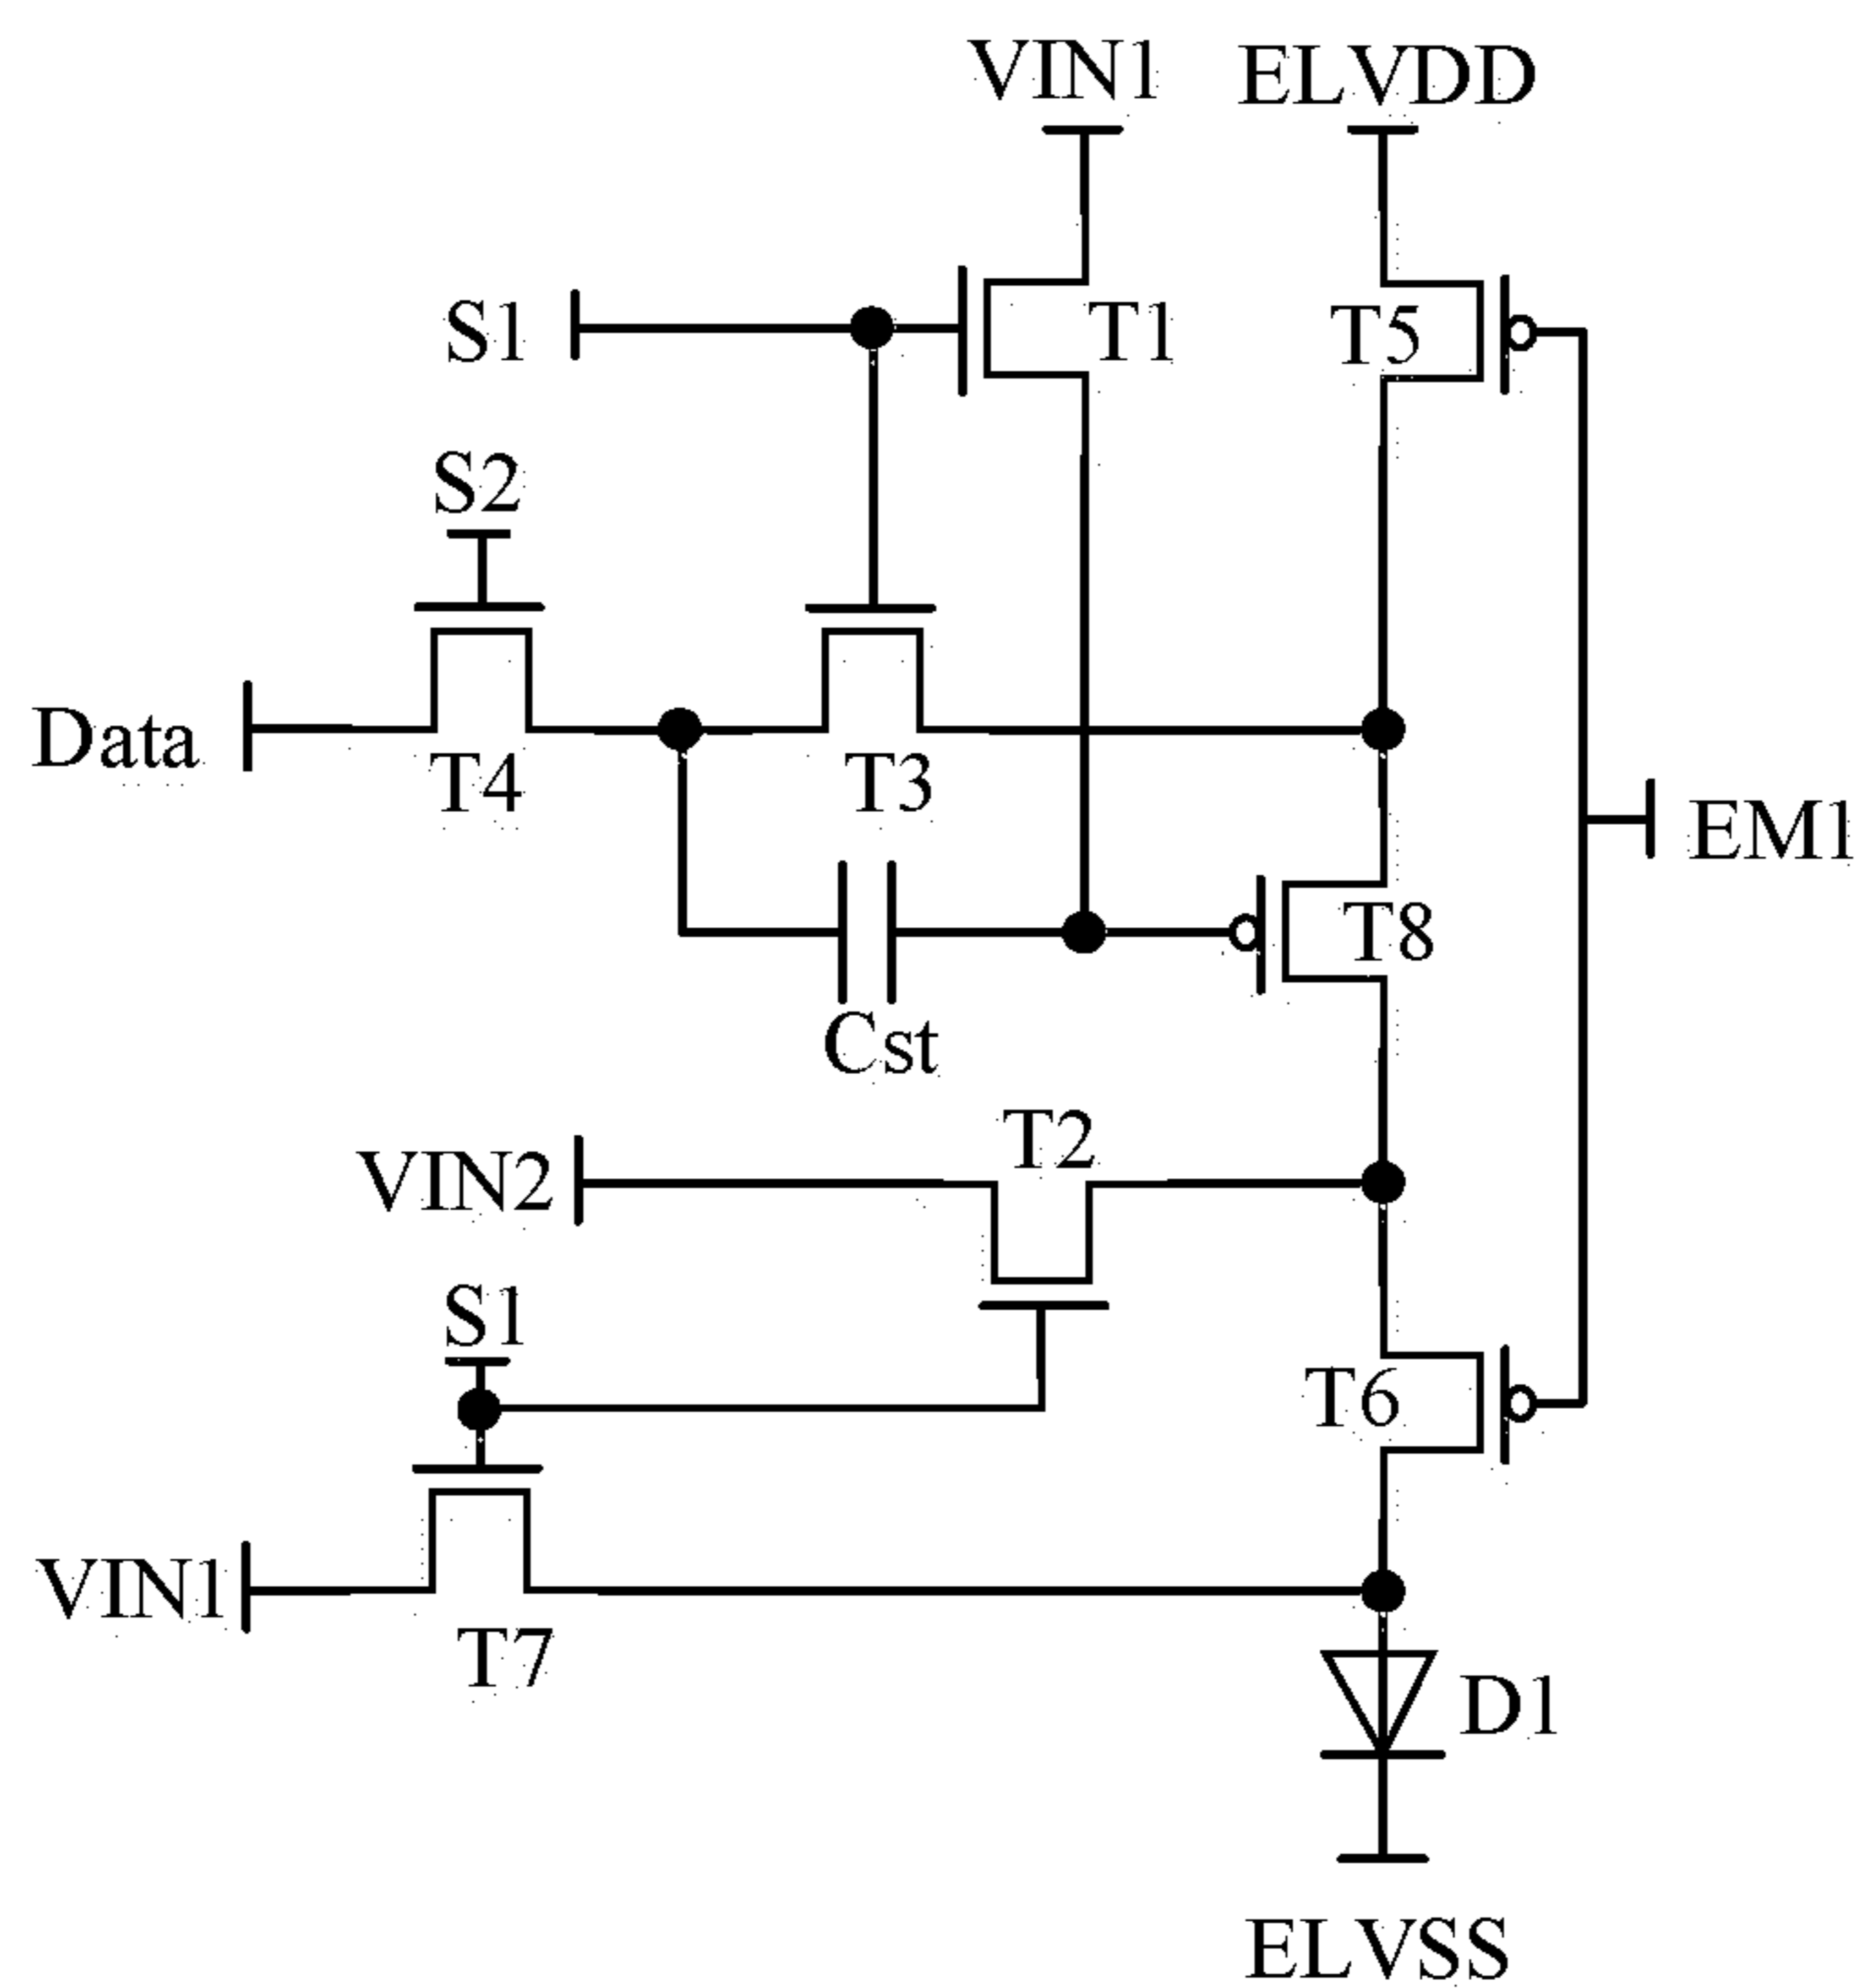 VIN1 ELVDD
S1 T1 T5
S2
Data T4 T3
EM1
T8
Cst
T2
VIN2
S1
T6
VIN1
T7
D1
ELVSS